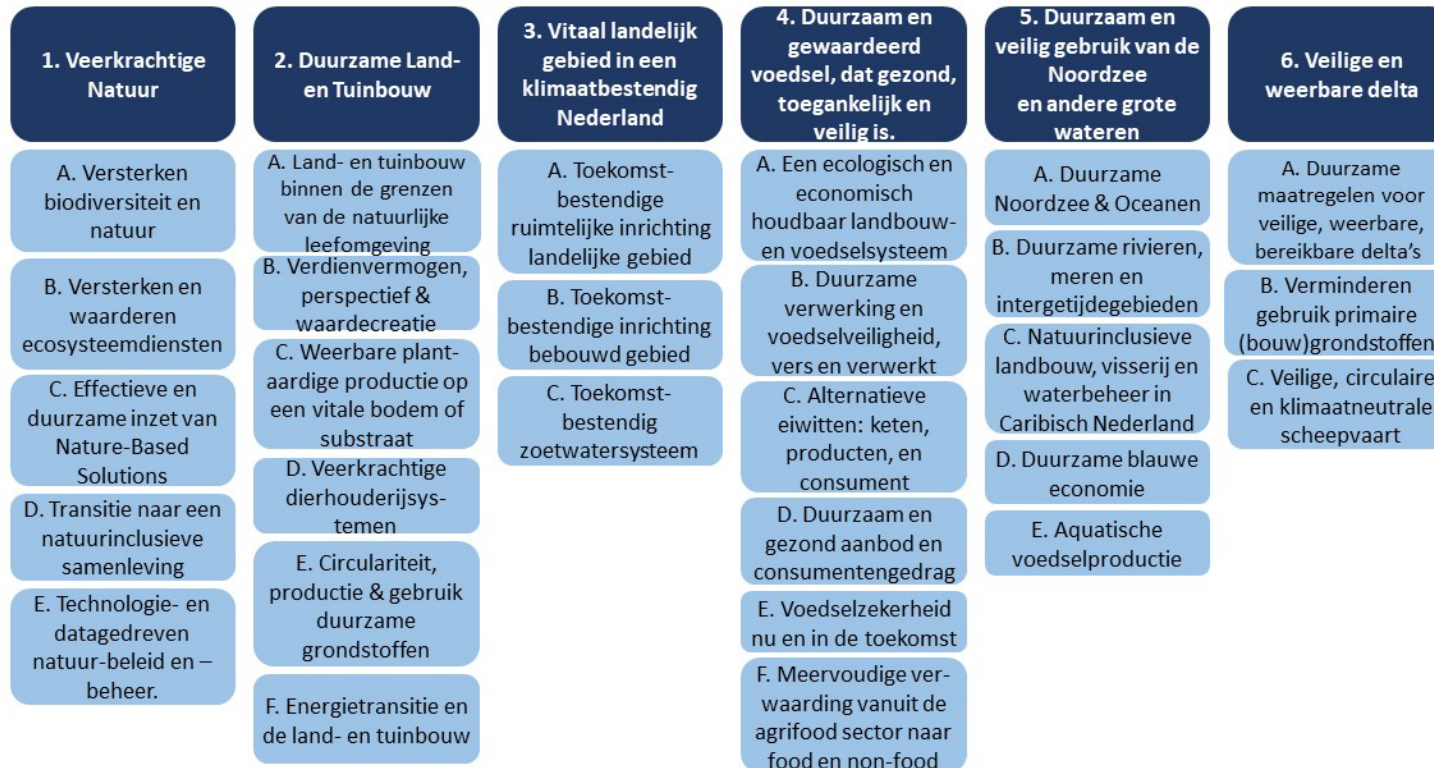 1. Veerkrachtige
Natuur
A. Versterken
biodiversiteit en
natuur
B. Versterken en
waarderen
ecosysteemdiensten
C. Effectieve en
duurzame inzet van
Nature-Based
Solutions
D. Transitie naar een
natuurinclusieve
samenleving
E. Technologie- en
datagedreven
natuur-beleid en –
beheer.
2. Duurzame Land-
en Tuinbouw
A. Land- en tuinbouw
binnen de grenzen
van de natuurlijke
leefomgeving
B. Verdienvermogen,
perspectief &
waardecreatie
C. Weerbare plant-
aardige productie op
een vitale bodem of
substraat
D. Veerkrachtige
dierhouderijsys-
temen
E. Circulariteit,
productie & gebruik
duurzame
grondstoffen
F. Energietransitie en
de land- en tuinbouw
3. Vitaal landelijk
gebied in een
klimaatbestendig
Nederland
A. Toekomst-
bestendige
ruimtelijke inrichting
landelijke gebied
B. Toekomst-
bestendige inrichting
bebouwd gebied
C. Toekomst-
bestendig
zoetwatersysteem
4. Duurzaam en
gewaardeerd
voedsel, dat gezond,
toegankelijk en
veilig is.
A. Een ecologisch en
economisch
houdbaar landbouw-
en voedselsysteem
B. Duurzame
verwerking en
voedselveiligheid,
vers en verwerkt
C. Alternatieve
eiwitten: keten,
producten, en
consument
D. Duurzaam en
gezond aanbod en
consumentengedrag
E. Voedselzekerheid
nu en in de toekomst
F. Meervoudige ver-
waarding vanuit de
agrifood sector naar
food en non-food
5. Duurzaam en
veilig gebruik van de
Noordzee
en andere grote
wateren
A. Duurzame
Noordzee & Oceanen
B. Duurzame rivieren,
meren en
intergetijdegebieden
C. Natuurinclusieve
landbouw, visserij en
waterbeheer in
Caribisch Nederland
D. Duurzame blauwe
economie
E. Aquatische
voedselproductie
6. Veilige en
weerbare delta
A. Duurzame
maatregelen voor
veilige, weerbare,
bereikbare delta’s
B. Verminderen
gebruik primaire
(bouw)grondstoffen
C. Veilige, circulaire
en klimaatneutrale
scheepvaart